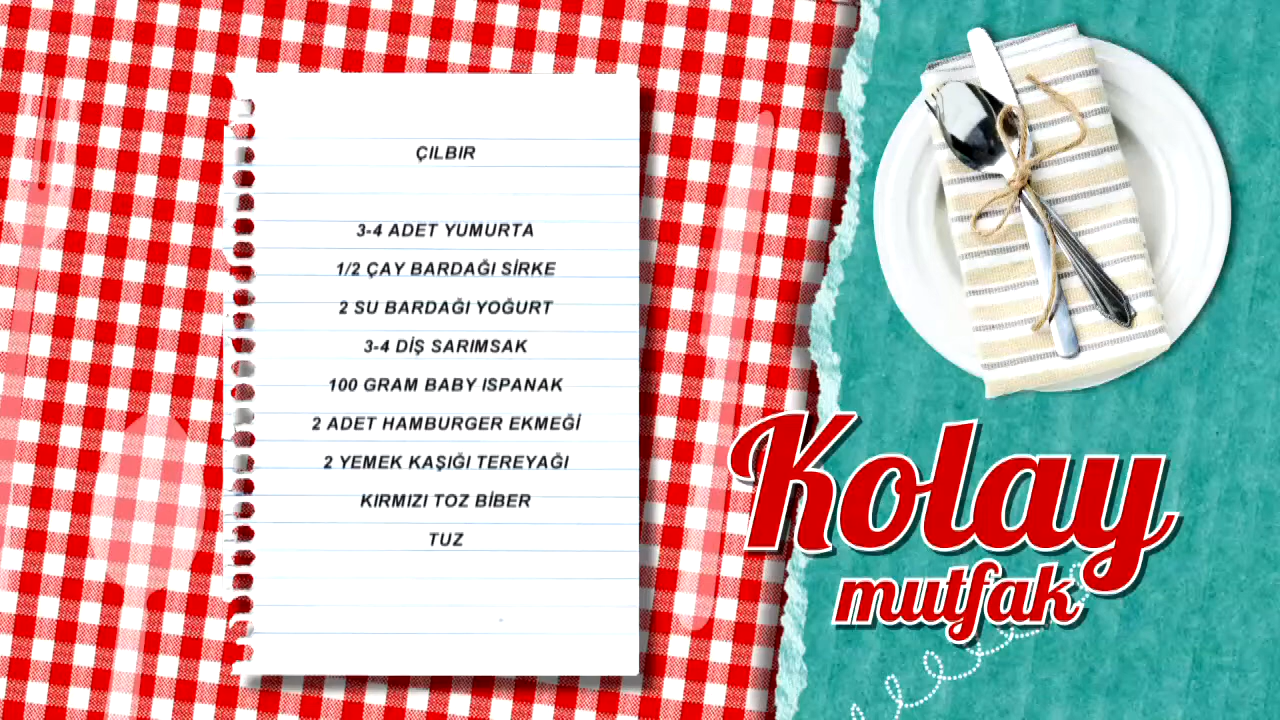 ÇILBIR
3-4 ADET YUMURTA
1/2 ÇAY BARDAĞI SİRKE
2 SU BARDAĞI YOĞURT
3-4 DİŞ SARIMSAK
100 GRAM BABY ISPANAK
2 ADET HAMBURGER EKMEĞİ
2 YEMEK KAŞIĞI TEREYAĞI
KIRMIZI TOZ BİBER
TUZ
Kolay
mutfak